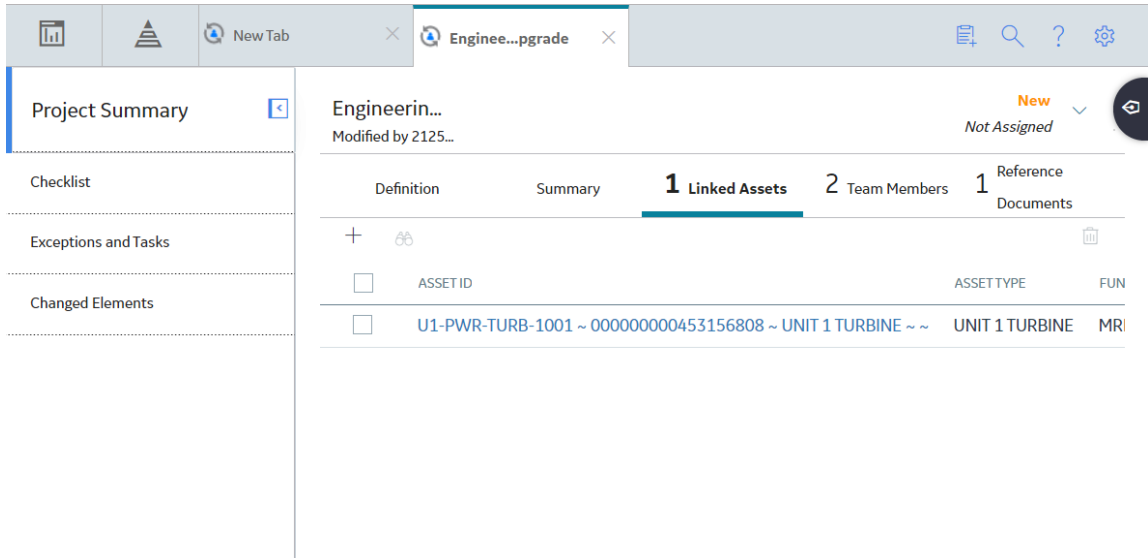 New Tab
Enginee...pgrade
Project Summary
Checklist
Exceptions and Tasks
Changed Elements
Engineerin...
Modified by 2125...
New
Not Assigned
Definition
Summary
1 Linked Assets
2 Team Members
1 Reference Documents
ASSET ID
ASSET TYPE
FUN
U1-PWR-TURB-1001 ~ 000000000453156808 ~ UNIT 1 TURBINE ~ ~
UNIT 1 TURBINE
MRI